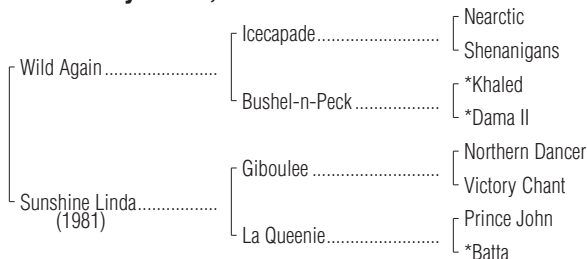 Nearctic
Icecapade
Shenanigans
Wild Again
*Khaled
Bushel-n-Peck
*Dama II
Northern Dancer
Giboulee
Victory Chant
Sunshine Linda
(1981)
Prince John
La Queenie
*Batta